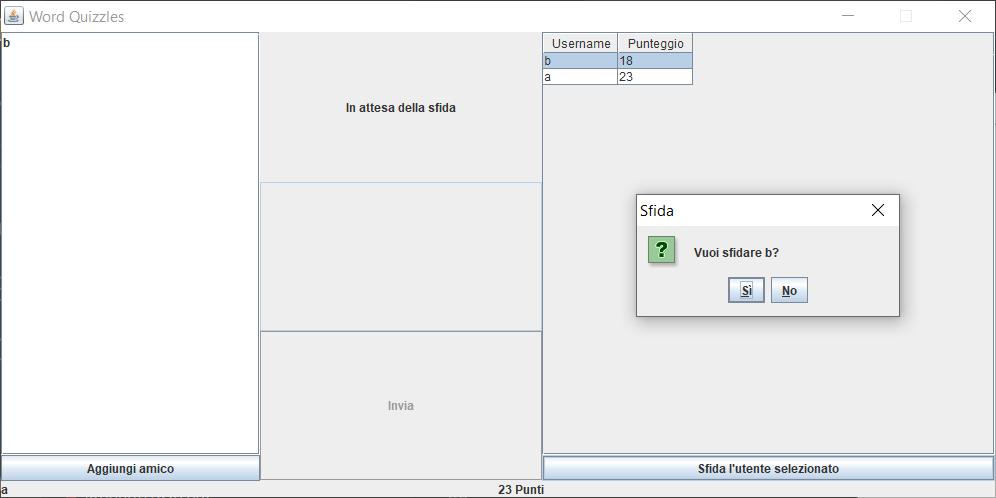 Word Quizzles
b
In attesa della sfida
Invia
Aggiungi amico
Username Punteggio
b 18
a 23
Sfida
?
Vuoi sfidare b?
Sì No
Sfida l'utente selezionato
a 23 Punti